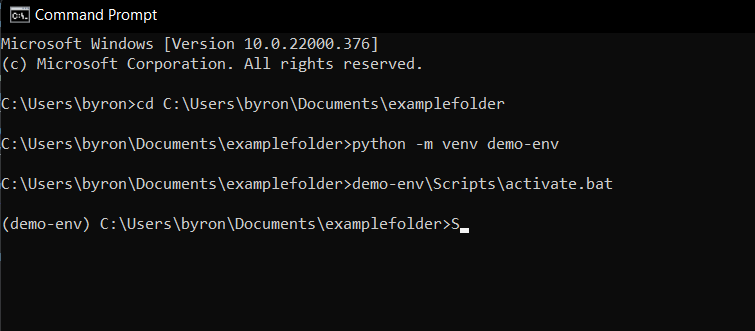 Command Prompt
Microsoft Windows [Version 10.0.22000.376]
(c) Microsoft Corporation. All rights reserved.
C:\Users\byron>cd C:\Users\byron\Documents\examplefolder
C:\Users\byron\Documents\examplefolder>python -m venv demo-env
C:\Users\byron\Documents\examplefolder>demo-env\Scripts\activate.bat
(demo-env) C:\Users\byron\Documents\examplefolder>S